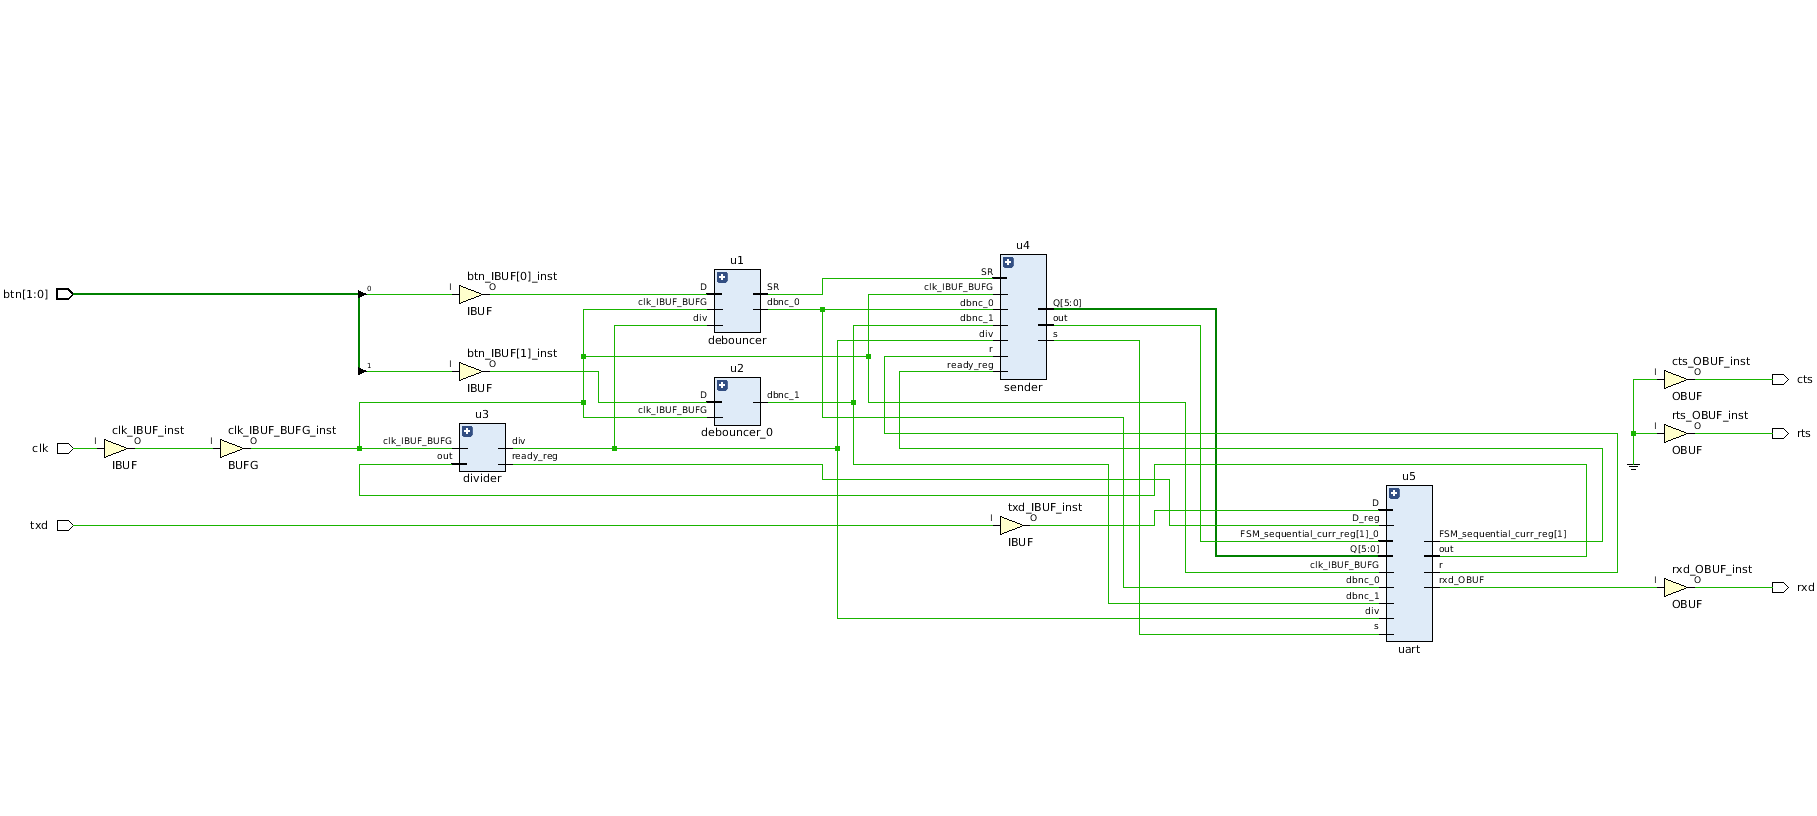 btn[1:0]
0
1
btn_IBUF[0]_inst
I
O
IBUF
btn_IBUF[1]_inst
I
O
IBUF
clk
clk_IBUF_inst
I
O
IBUF
clk_IBUF_BUFG_inst
I
O
BUFG
txd
u3
clk_IBUF_BUFG
out
div
ready_reg
divider
u1
D
clk_IBUF_BUFG
div
SR
dbnc_0
debouncer
u2
D
clk_IBUF_BUFG
dbnc_1
debouncer_0
u4
SR
clk_IBUF_BUFG
dbnc_0
dbnc_1
div
r
ready_reg
Q[5:0]
out
s
sender
txd_IBUF_inst
I
O
IBUF
u5
D
D_reg
FSM_sequential_curr_reg[1]_0
Q[5:0]
clk_IBUF_BUFG
dbnc_0
dbnc_1
div
s
FSM_sequential_curr_reg[1]
out
r
rxd_OBUF
uart
cts_OBUF_inst
I
O
OBUF
cts
rts_OBUF_inst
I
O
OBUF
rts
rxd_OBUF_inst
I
O
OBUF
rxd